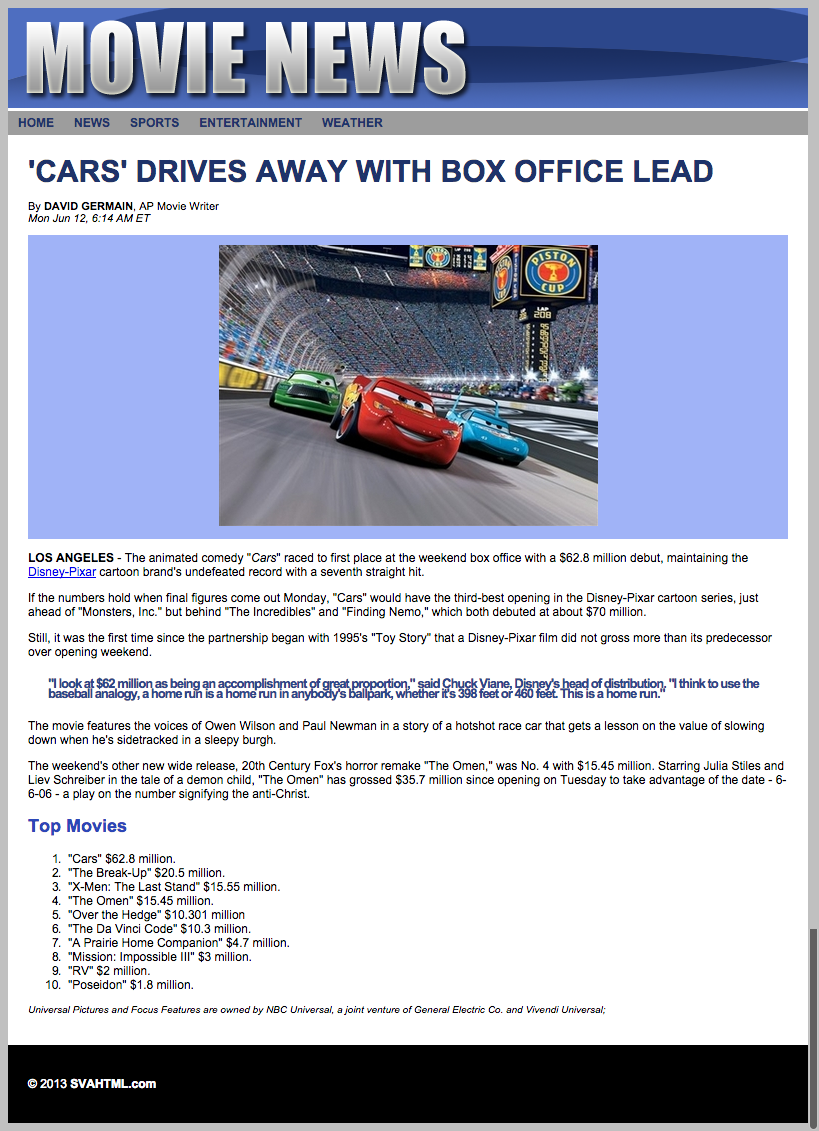 MOVIE NEWS
HOME NEWS SPORTS ENTERTAINMENT WEATHER
'CARS' DRIVES AWAY WITH BOX OFFICE LEAD
By DAVID GERMAIN, AP Movie Writer
Mon Jun 12, 6:14 AM ET
PISTON
CUP
LAP
208
LOS ANGELES - The animated comedy "Cars" raced to first place at the weekend box office with a $62.8 million debut, maintaining the
Disney-Pixar cartoon brand's undefeated record with a seventh straight hit.
If the numbers hold when final figures come out Monday, "Cars" would have the third-best opening in the Disney-Pixar cartoon series, just
ahead of "Monsters, Inc." but behind "The Incredibles" and "Finding Nemo," which both debuted at about $70 million.
Still, it was the first time since the partnership began with 1995's "Toy Story" that a Disney-Pixar film did not gross more than its predecessor
over opening weekend.
"I look at $62 million as being an accomplishment of great proportion," said Chuck Viane, Disney's head of distribution. "I think to use the
baseball analogy, a home run is a home run in anybody's ballpark, whether it's 398 feet or 460 feet. This is a home run."
The movie features the voices of Owen Wilson and Paul Newman in a story of a hotshot race car that gets a lesson on the value of slowing
down when he's sidetracked in a sleepy burgh.
The weekend's other new wide release, 20th Century Fox's horror remake "The Omen," was No. 4 with $15.45 million. Starring Julia Stiles and
Liev Schreiber in the tale of a demon child, "The Omen" has grossed $35.7 million since opening on Tuesday to take advantage of the date - 6-
6-06 - a play on the number signifying the anti-Christ.
Top Movies
1. "Cars" $62.8 million.
2. "The Break-Up" $20.5 million.
3. "X-Men: The Last Stand" $15.55 million.
4. "The Omen" $15.45 million.
5. "Over the Hedge" $10.301 million
6. "The Da Vinci Code" $10.3 million.
7. "A Prairie Home Companion" $4.7 million.
8. "Mission: Impossible III" $3 million.
9. "RV" $2 million.
10. "Poseidon" $1.8 million.
Universal Pictures and Focus Features are owned by NBC Universal, a joint venture of General Electric Co. and Vivendi Universal;
© 2013 SVAHTML.com